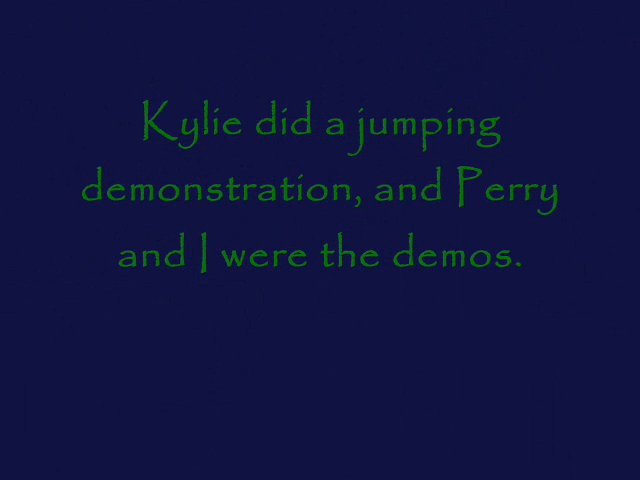 Kylie did a jumping
demonstration, and Perry
and I were the demos.